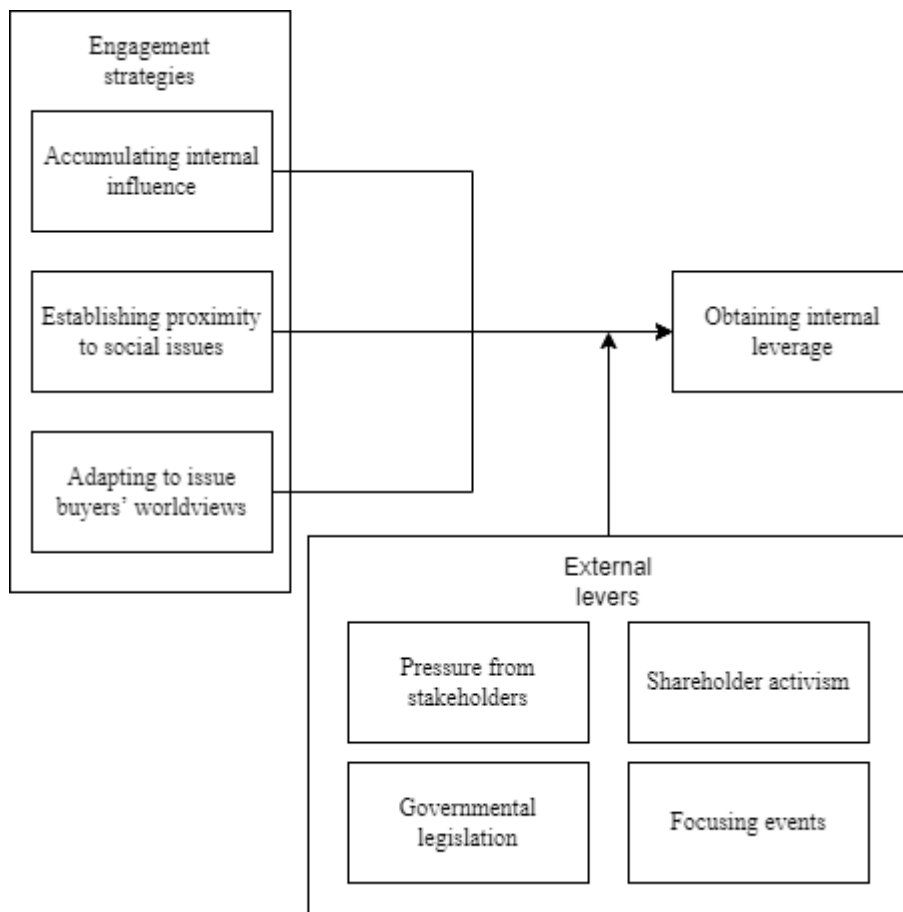 Engagement
strategies
Accumulating internal
influence
Establishing proximity
to social issues
Adapting to issue
buyers’ worldviews
Obtaining internal
leverage
External
levers
Pressure from
stakeholders
Shareholder activism
Governmental
legislation
Focusing events